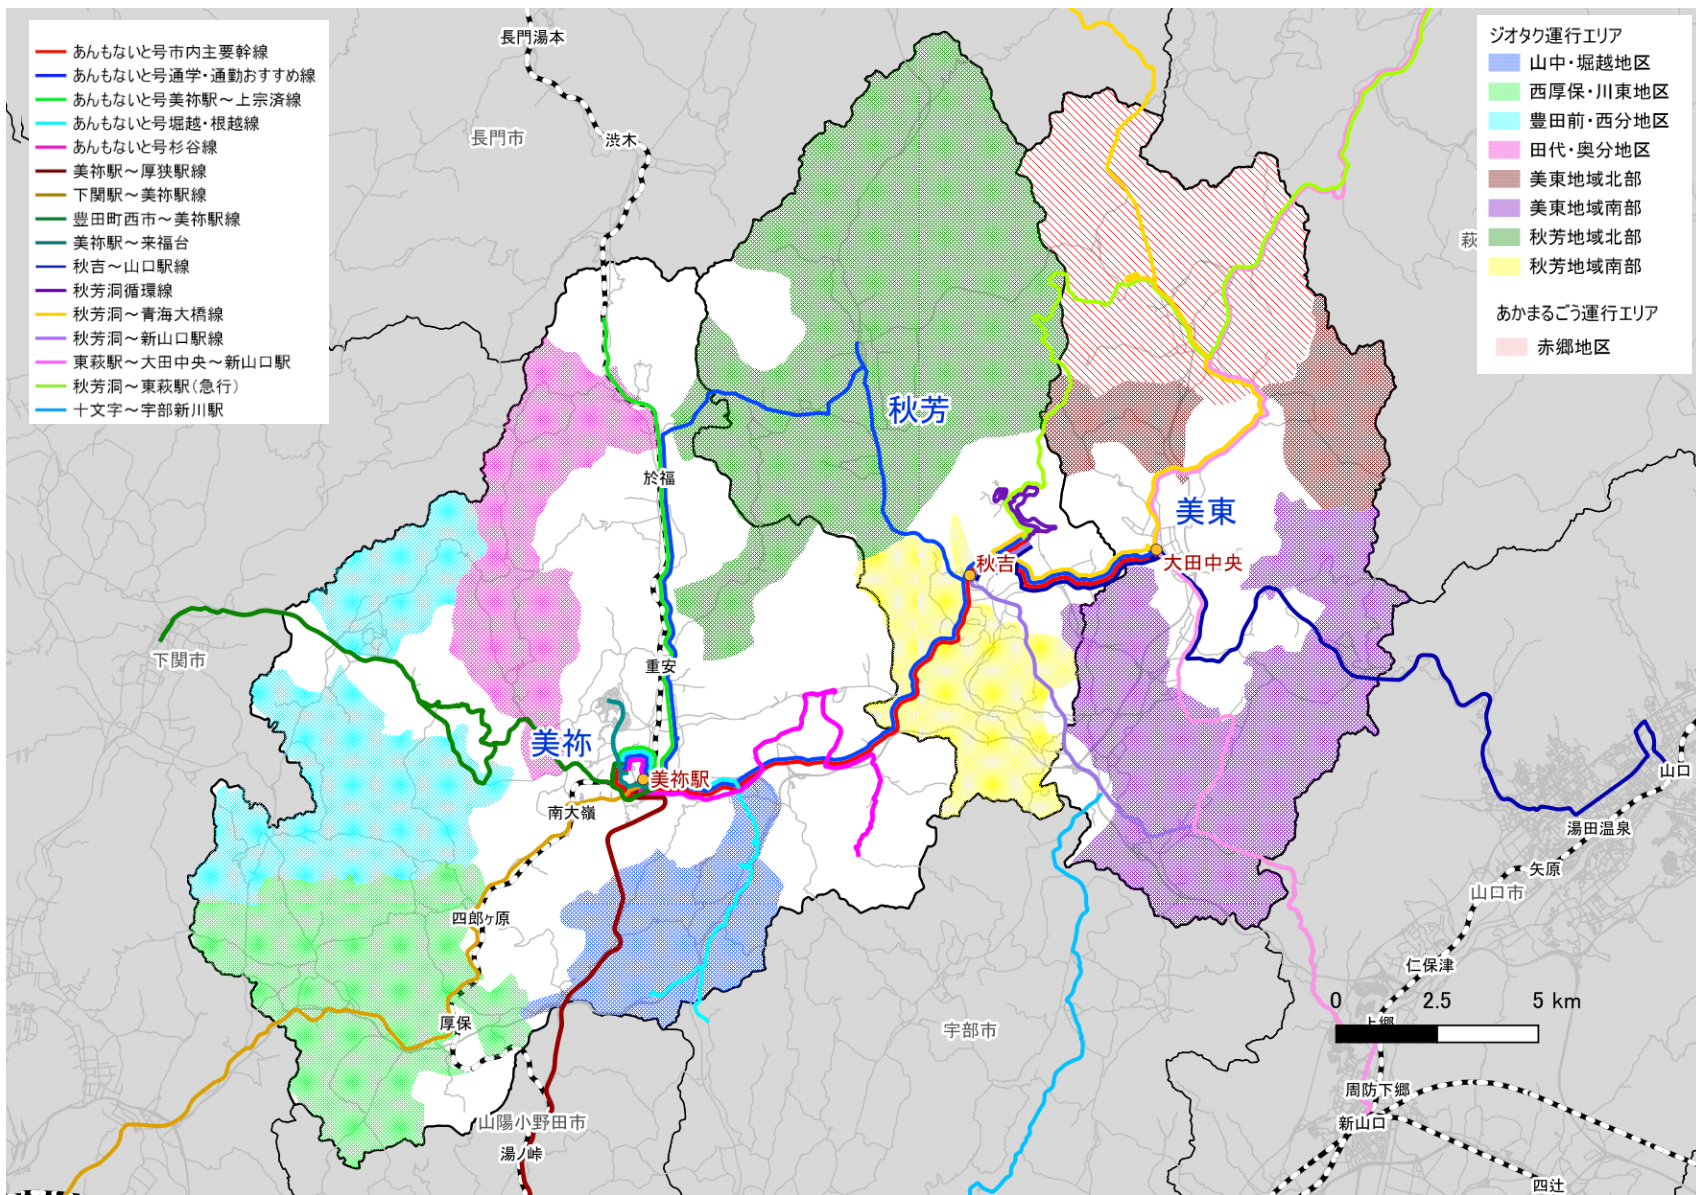 あんもないと号市内主要幹線
あんもないと号通学・通勤おすすめ線
あんもないと号美祢駅～上宗済線
あんもないと号堀越・根越線
あんもないと号杉谷線
美祢駅～厚狭駅線
下関駅～美祢駅線
豊田町西市～美祢駅線
美祢駅～来福台
秋吉～山口駅線
秋芳洞循環線
秋芳洞～青海大橋線
秋芳洞～新山口駅線
東萩駅～大田中央～新山口駅
秋芳洞～東萩駅(急行)
十文字～宇部新川駅
ジオタク運行エリア
山中・堀越地区
西厚保・川東地区
豊田前・西分地区
田代・奥分地区
美東地域北部
美東地域南部
秋芳地域北部
秋芳地域南部
あかまるごう運行エリア
赤郷地区
長門湯本
長門市
渋木
萩
秋芳
於福
美東
秋吉
大田中央
下関市
重安
美祢
美祢駅
南大嶺
山口
湯田温泉
矢原
山口市
四郎ヶ原
仁保津
0 2.5 5 km
厚保
宇部市
上郷
周防下郷
山陽小野田市
新山口
湯ノ峠
四辻